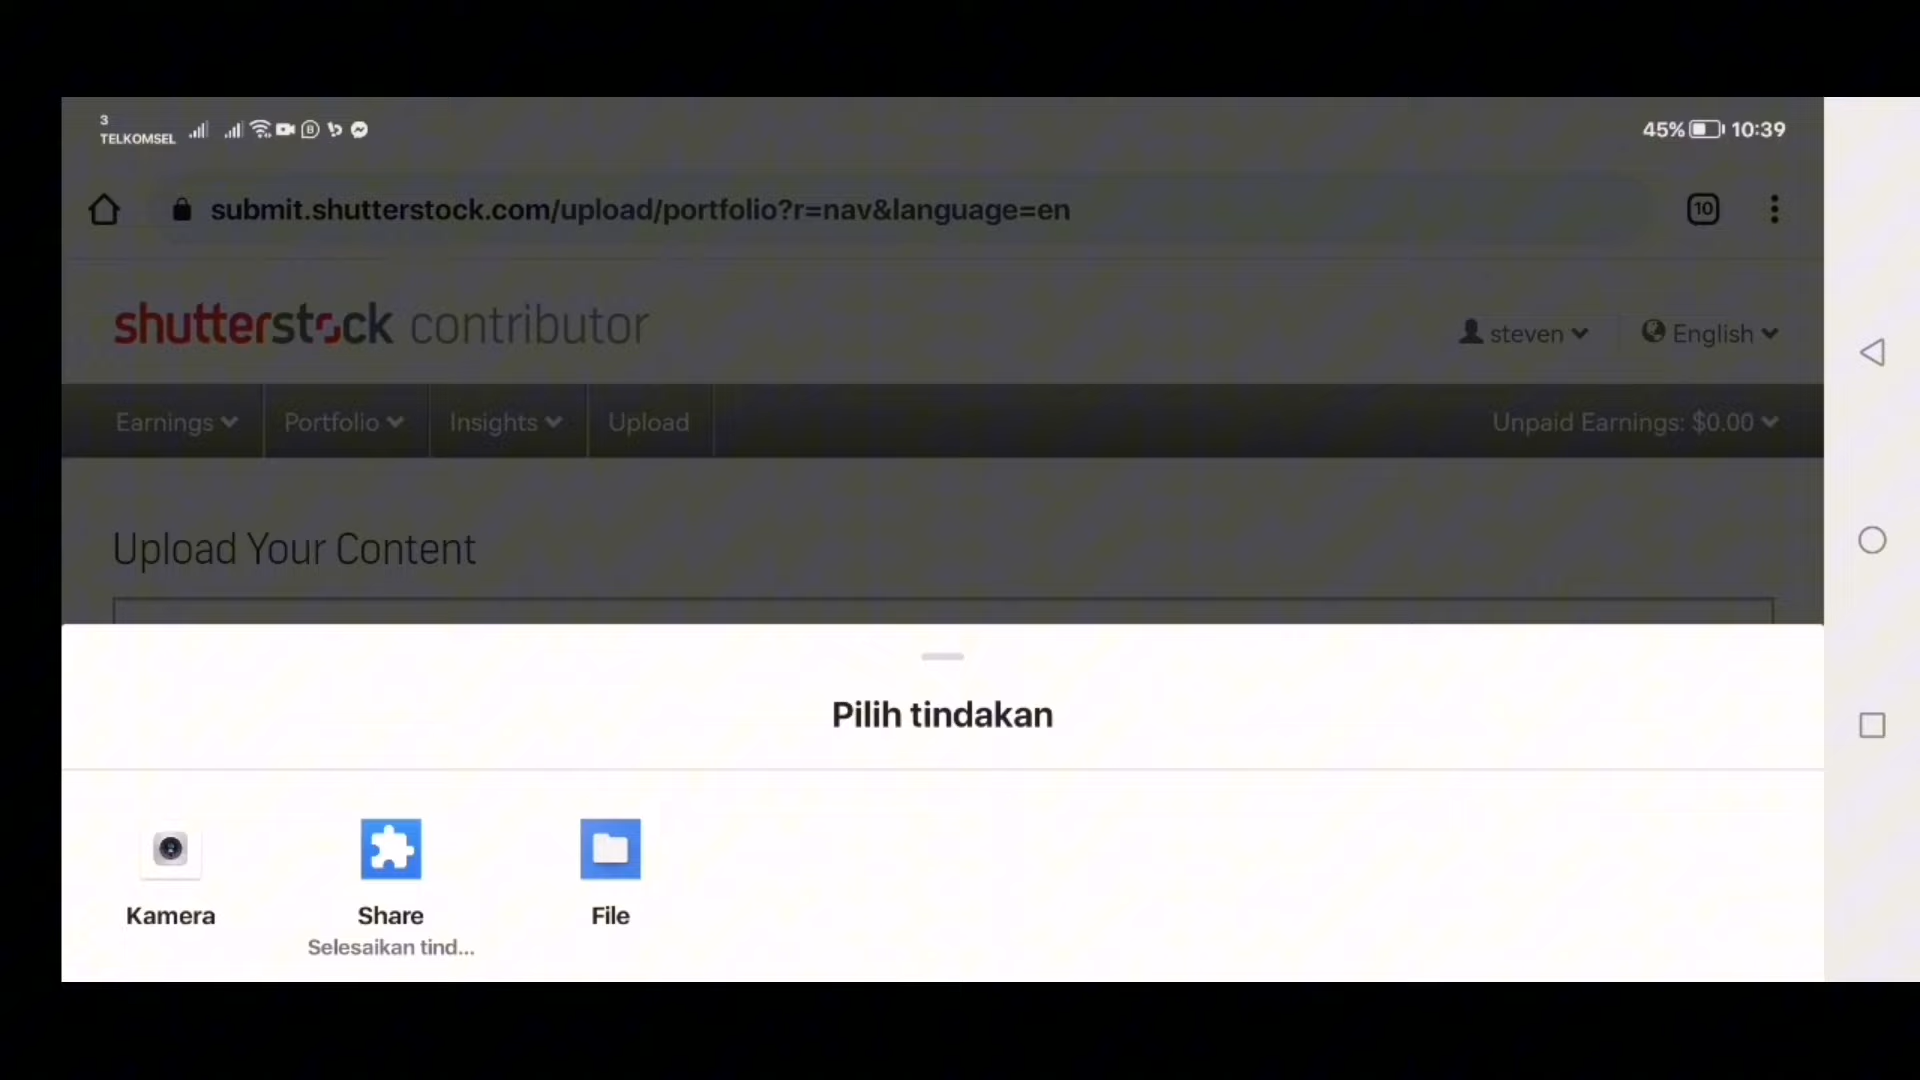 3
TELKOMSEL
45% 10:39
submit.shutterstock.com/upload/portfolio?r=nav&language=en
10
shutterstock contributor
steven English
Earnings Portfolio Insights Upload Unpaid Earnings: $0.00
Upload Your Content
Pilih tindakan
Kamera Share File
Selesaikan tind...